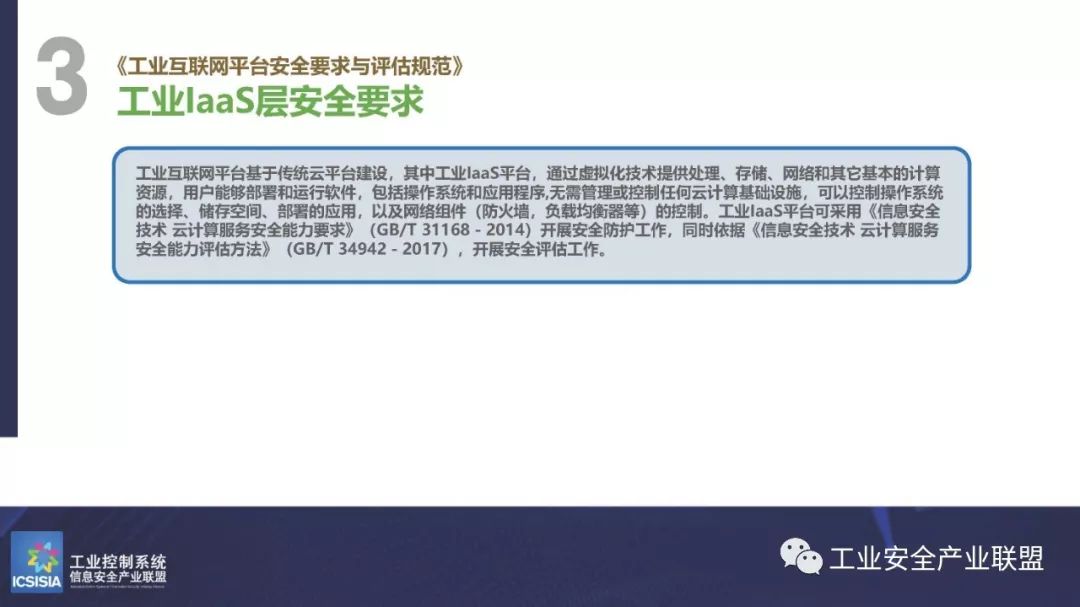 3
《工业互联网平台安全要求与评估规范》
工业IaaS层安全要求
工业互联网平台基于传统云平台建设，其中工业IaaS平台，通过虚拟化技术提供处理、存储、网络和其它基本的计算
资源，用户能够部署和运行软件，包括操作系统和应用程序,无需管理或控制任何云计算基础设施，可以控制操作系统
的选择、储存空间、部署的应用，以及网络组件（防火墙，负载均衡器等）的控制。工业IaaS平台可采用《信息安全
技术 云计算服务安全能力要求》（GB/T 31168 - 2014）开展安全防护工作，同时依据《信息安全技术 云计算服务
安全能力评估方法》（GB/T 34942 - 2017），开展安全评估工作。
ICSISIA
工业控制系统
信息安全产业联盟
工业安全产业联盟